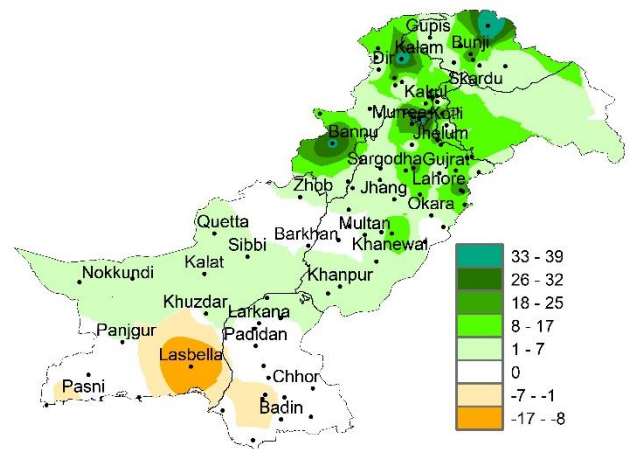 Gupis
Kalam
Bunji
Dir
Skardu
Kakul
Murree
Kotli
Bannu
Jhelum
Sargodha
Gujrat
Zhob
Jhang
Lahore
Okara
Quetta
Multan
Barkhan
Khanewal
Sibbi
Kalat
Nokkundi
Khanpur
Khuzdar
Larkana
Panjgur
Padidan
Lasbella
Pasni
Chhor
Badin
33 - 39
26 - 32
18 - 25
8 - 17
1 - 7
0
-7 - -1
-17 - -8